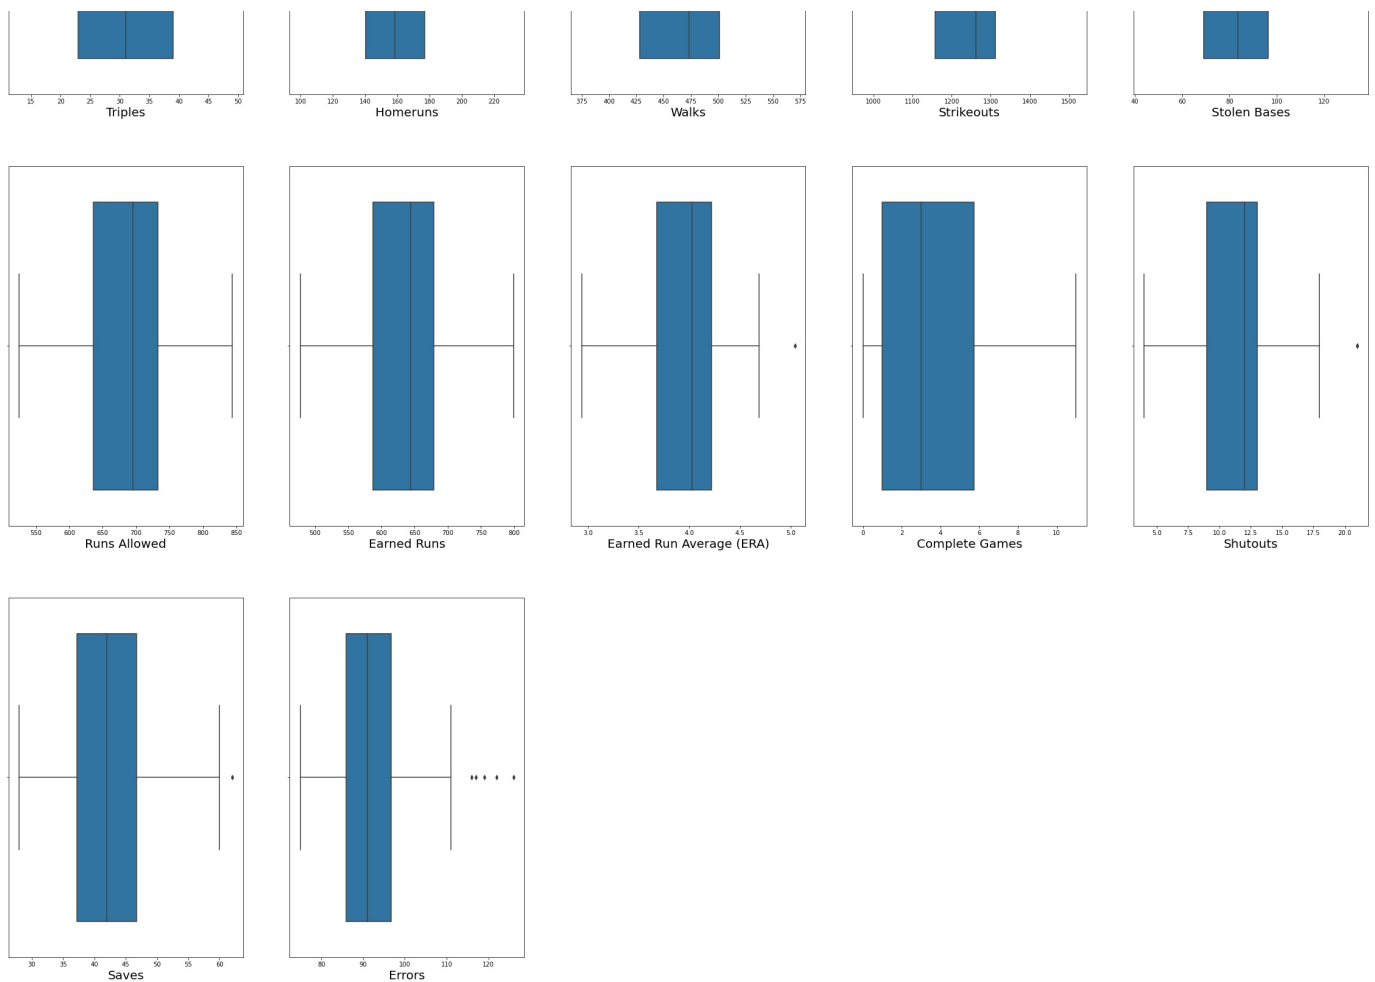 15 20 25 30 35 40 45 50
Triples
100 120 140 160 180 200 220
Homeruns
375 400 425 450 475 500 525 550 575
Walks
1000 1100 1200 1300 1400 1500
Strikeouts
40 60 80 100 120
Stolen Bases
550 600 650 700 750 800 850
Runs Allowed
500 550 600 650 700 750 800
Earned Runs
3.0 3.5 4.0 4.5 5.0
Earned Run Average (ERA)
0 2 4 6 8 10
Complete Games
5.0 7.5 10.0 12.5 15.0 17.5 20.0
Shutouts
30 35 40 45 50 55 60
Saves
80 90 100 110 120
Errors